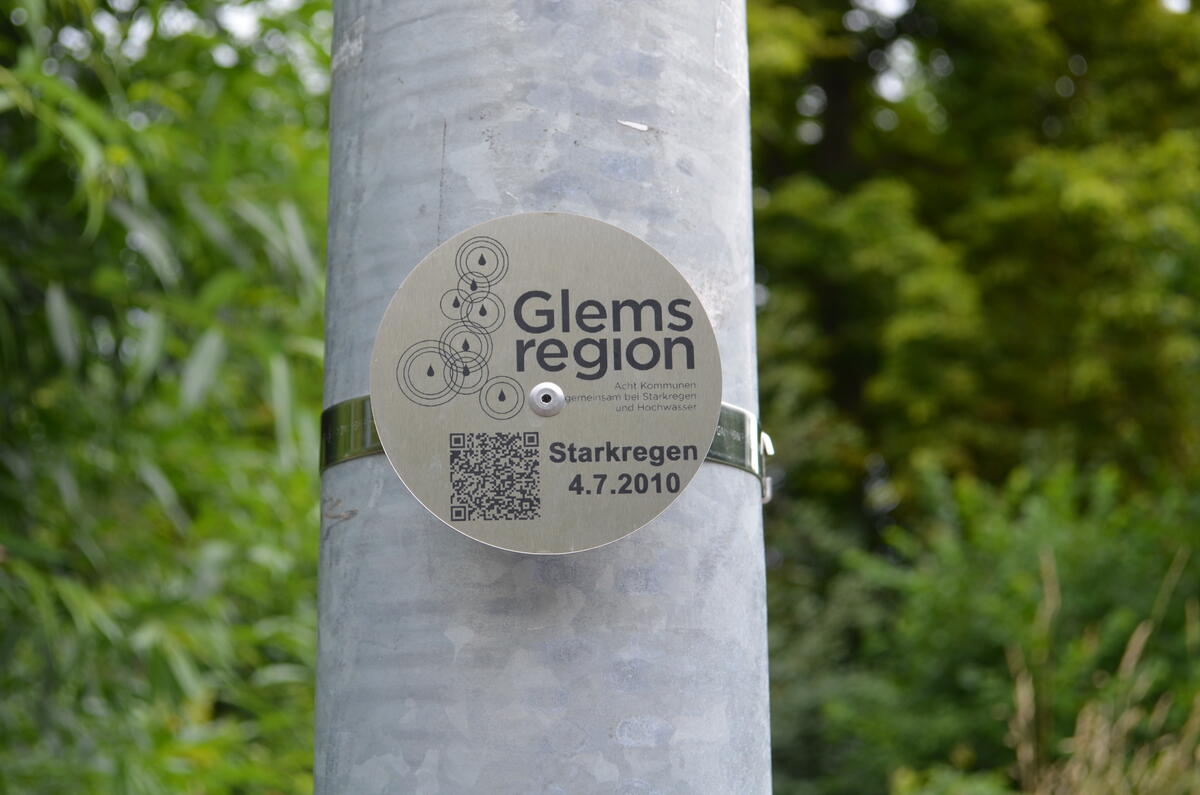 Glems
region
Acht Kommunen
gemeinsam bei Starkregen
und Hochwasser
Starkregen
4.7.2010